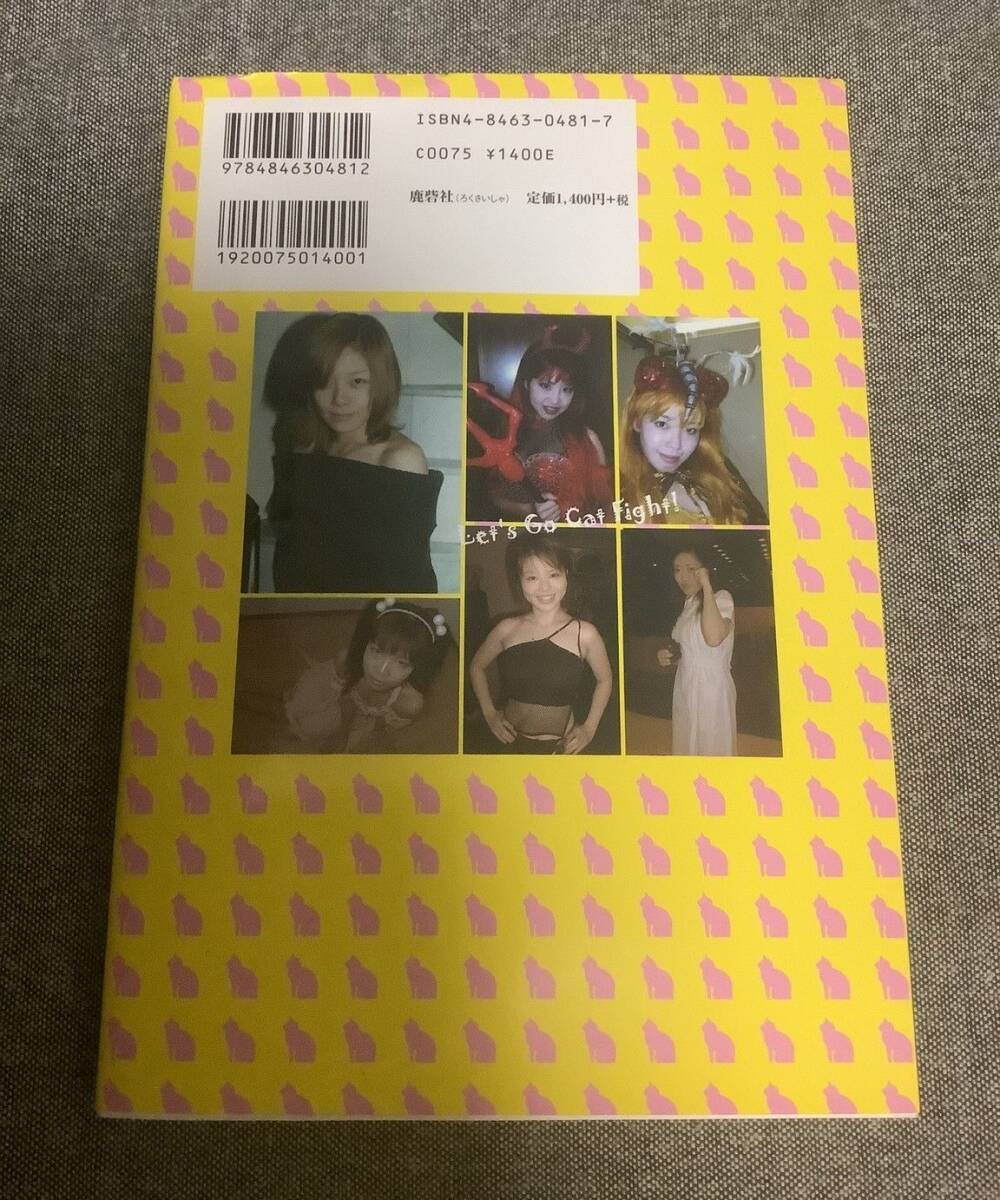 ISBN4-8463-0481-7
C0075 ¥1400E
9784846304812
鹿砦社(ろくさいしゃ) 定価1,400円+税
1920075014001
Let's Go Cat Fight!